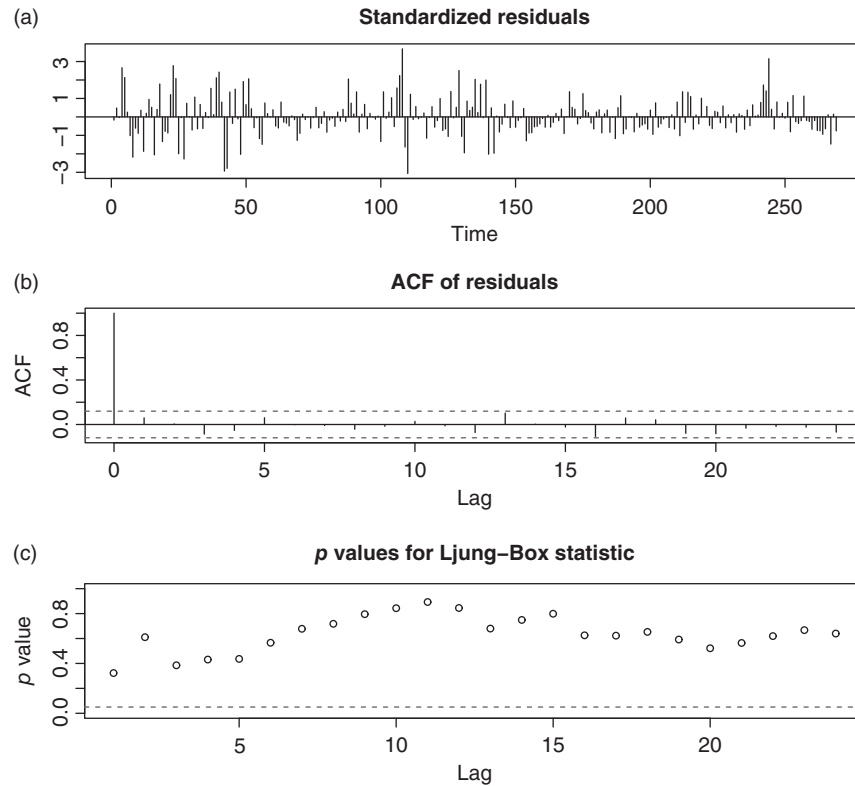 (a)
Standardized residuals
3
1
−1
−3
0 50 100 150 200 250
Time
(b)
ACF of residuals
ACF
0.8
0.4
0.0
0 5 10 15 20
Lag
(c)
p values for Ljung−Box statistic
p value
0.8
0.4
0.0
5 10 15 20
Lag